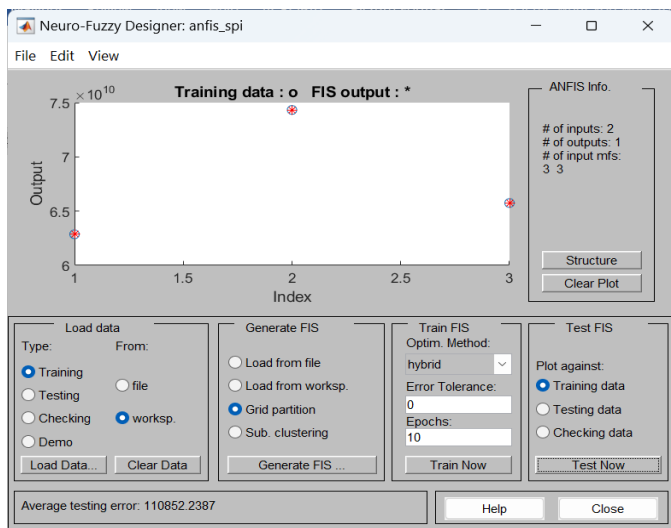 Neuro-Fuzzy Designer: anfis_spi
File Edit View
×10^10
Training data : o FIS output : *
7.5
7
6.5
6
Output
1 1.5 2 2.5 3
Index
ANFIS Info.
# of inputs: 2
# of outputs: 1
# of input mfs:
3 3
Structure
Clear Plot
Load data
Type: From:
Training
file
Testing
Checking
worksp.
Demo
Load Data... Clear Data
Generate FIS
Load from file
Load from worksp.
Grid partition
Sub. clustering
Generate FIS ...
Train FIS
Optim. Method:
hybrid
Error Tolerance:
0
Epochs:
10
Train Now
Test FIS
Plot against:
Training data
Testing data
Checking data
Test Now
Average testing error: 110852.2387
Help Close